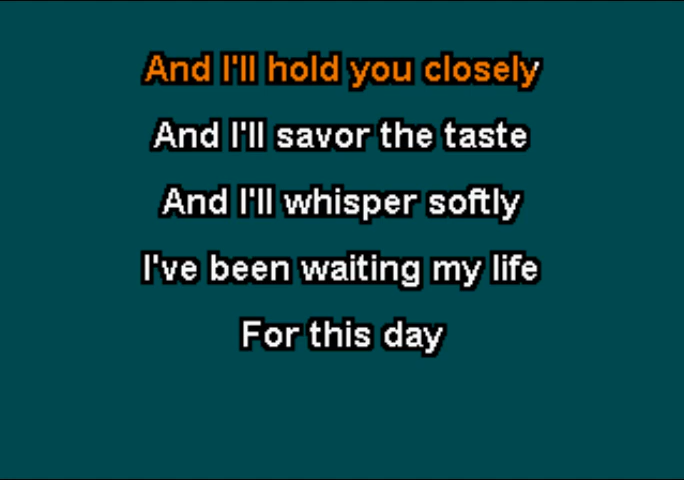 And I'll hold you closely
And I'll savor the taste
And I'll whisper softly
I've been waiting my life
For this day